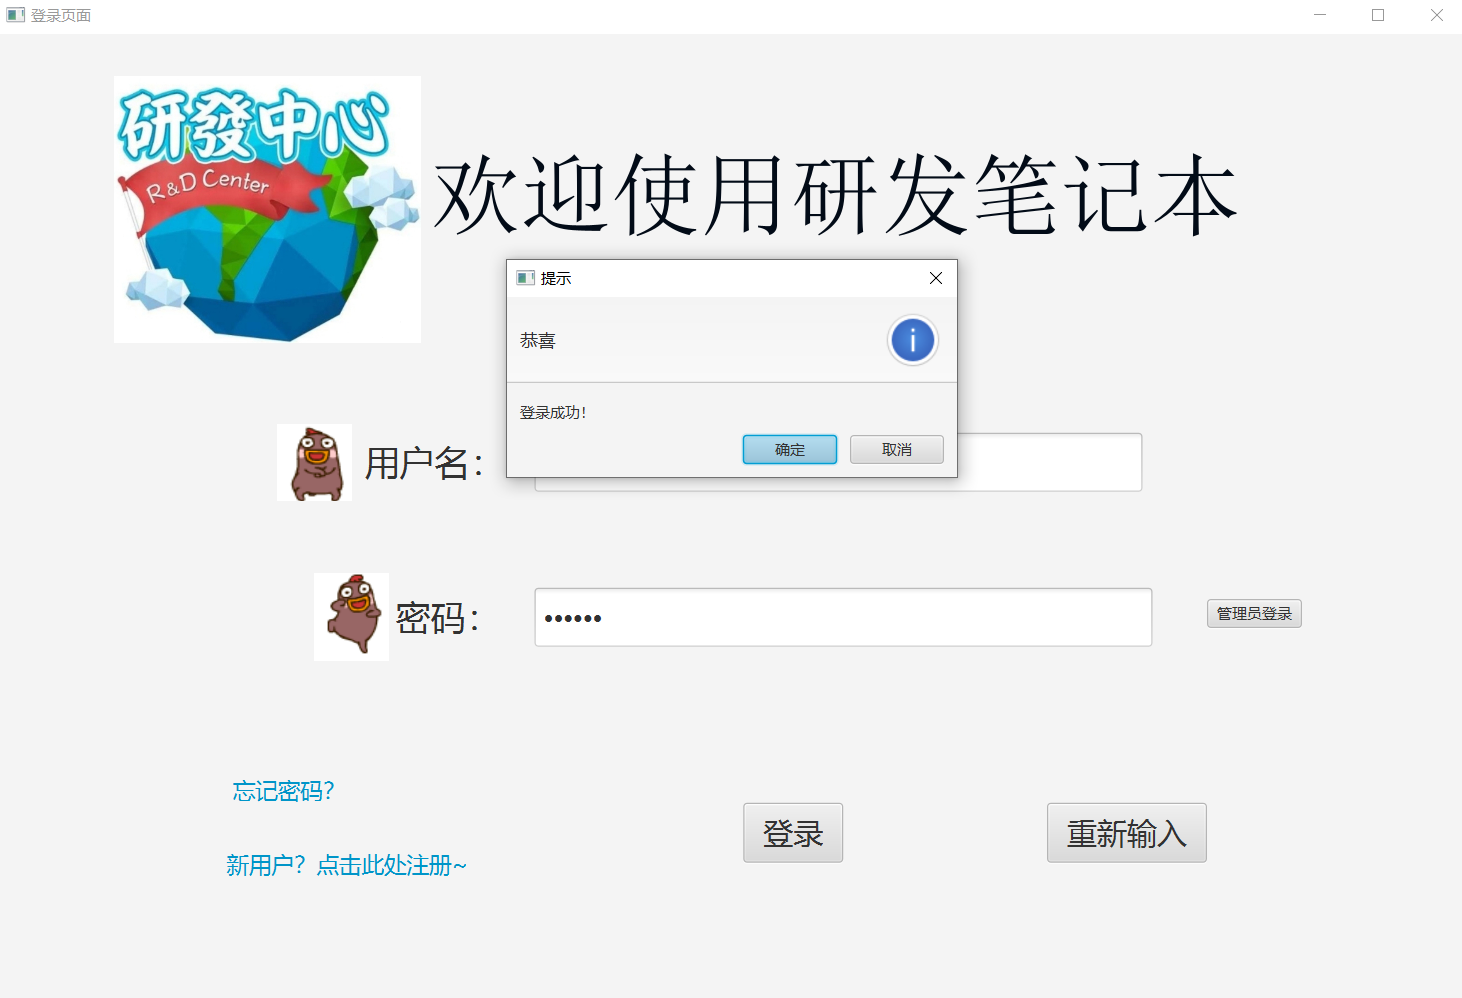 登录页面
研發中心
R&D Center
欢迎使用研发笔记本
提示
恭喜
登录成功！
确定
取消
用户名：
密码：
••••••
管理员登录
忘记密码？
新用户？点击此处注册~
登录
重新输入